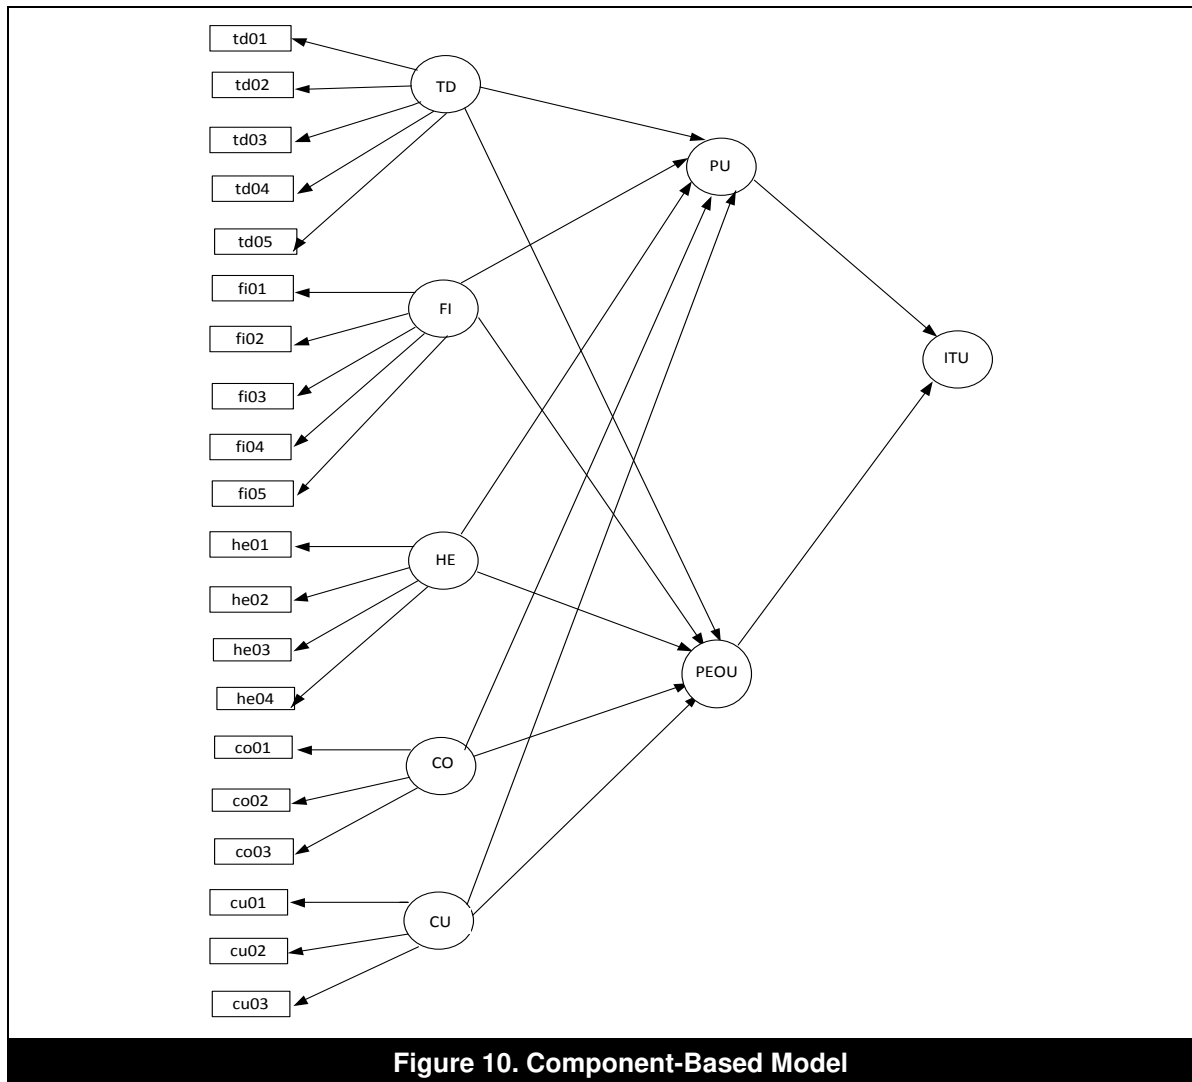 td01
td02
td03
td04
td05
fi01
fi02
fi03
fi04
fi05
he01
he02
he03
he04
co01
co02
co03
cu01
cu02
cu03
TD
FI
HE
CO
CU
PU
PEOU
ITU
Figure 10. Component-Based Model